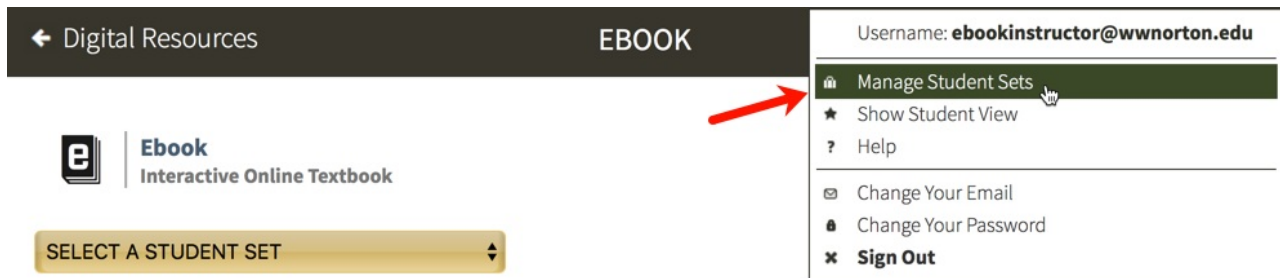 Digital Resources
EBOOK
Ebook
Interactive Online Textbook
SELECT A STUDENT SET
Username: ebookinstructor@wwnorton.edu
Manage Student Sets
Show Student View
? Help
Change Your Email
Change Your Password
Sign Out